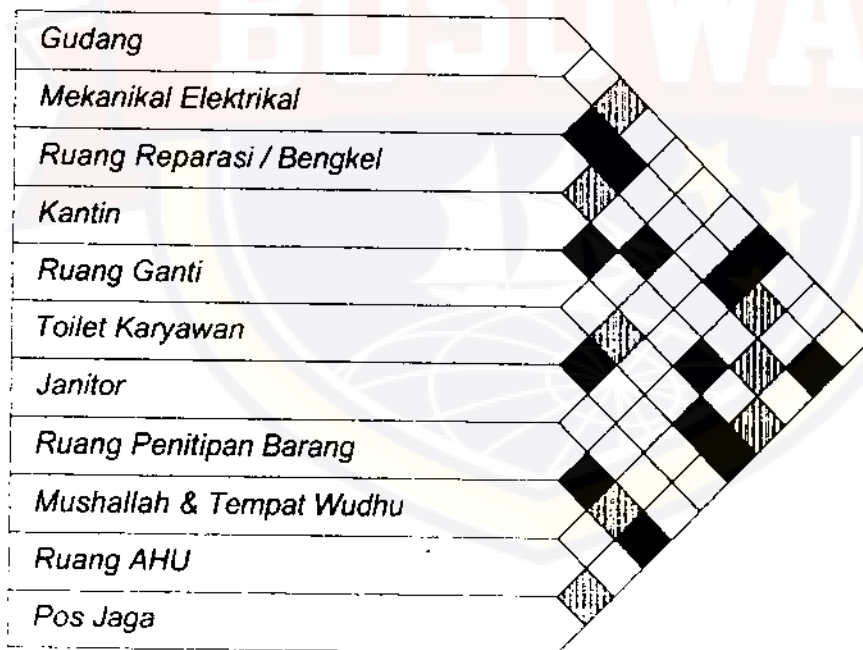 BOSOWA
Gudang
Mekanikal Elektrikal
Ruang Reparasi / Bengkel
Kantin
Ruang Ganti
Toilet Karyawan
Janitor
Ruang Penitipan Barang
Mushallah & Tempat Wudhu
Ruang AHU
Pos Jaga